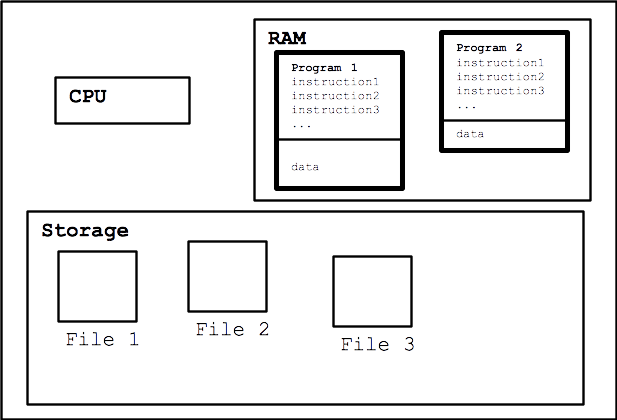 CPU
RAM
Program 1
instruction1
instruction2
instruction3
...
data
Program 2
instruction1
instruction2
instruction3
...
data
Storage
File 1
File 2
File 3